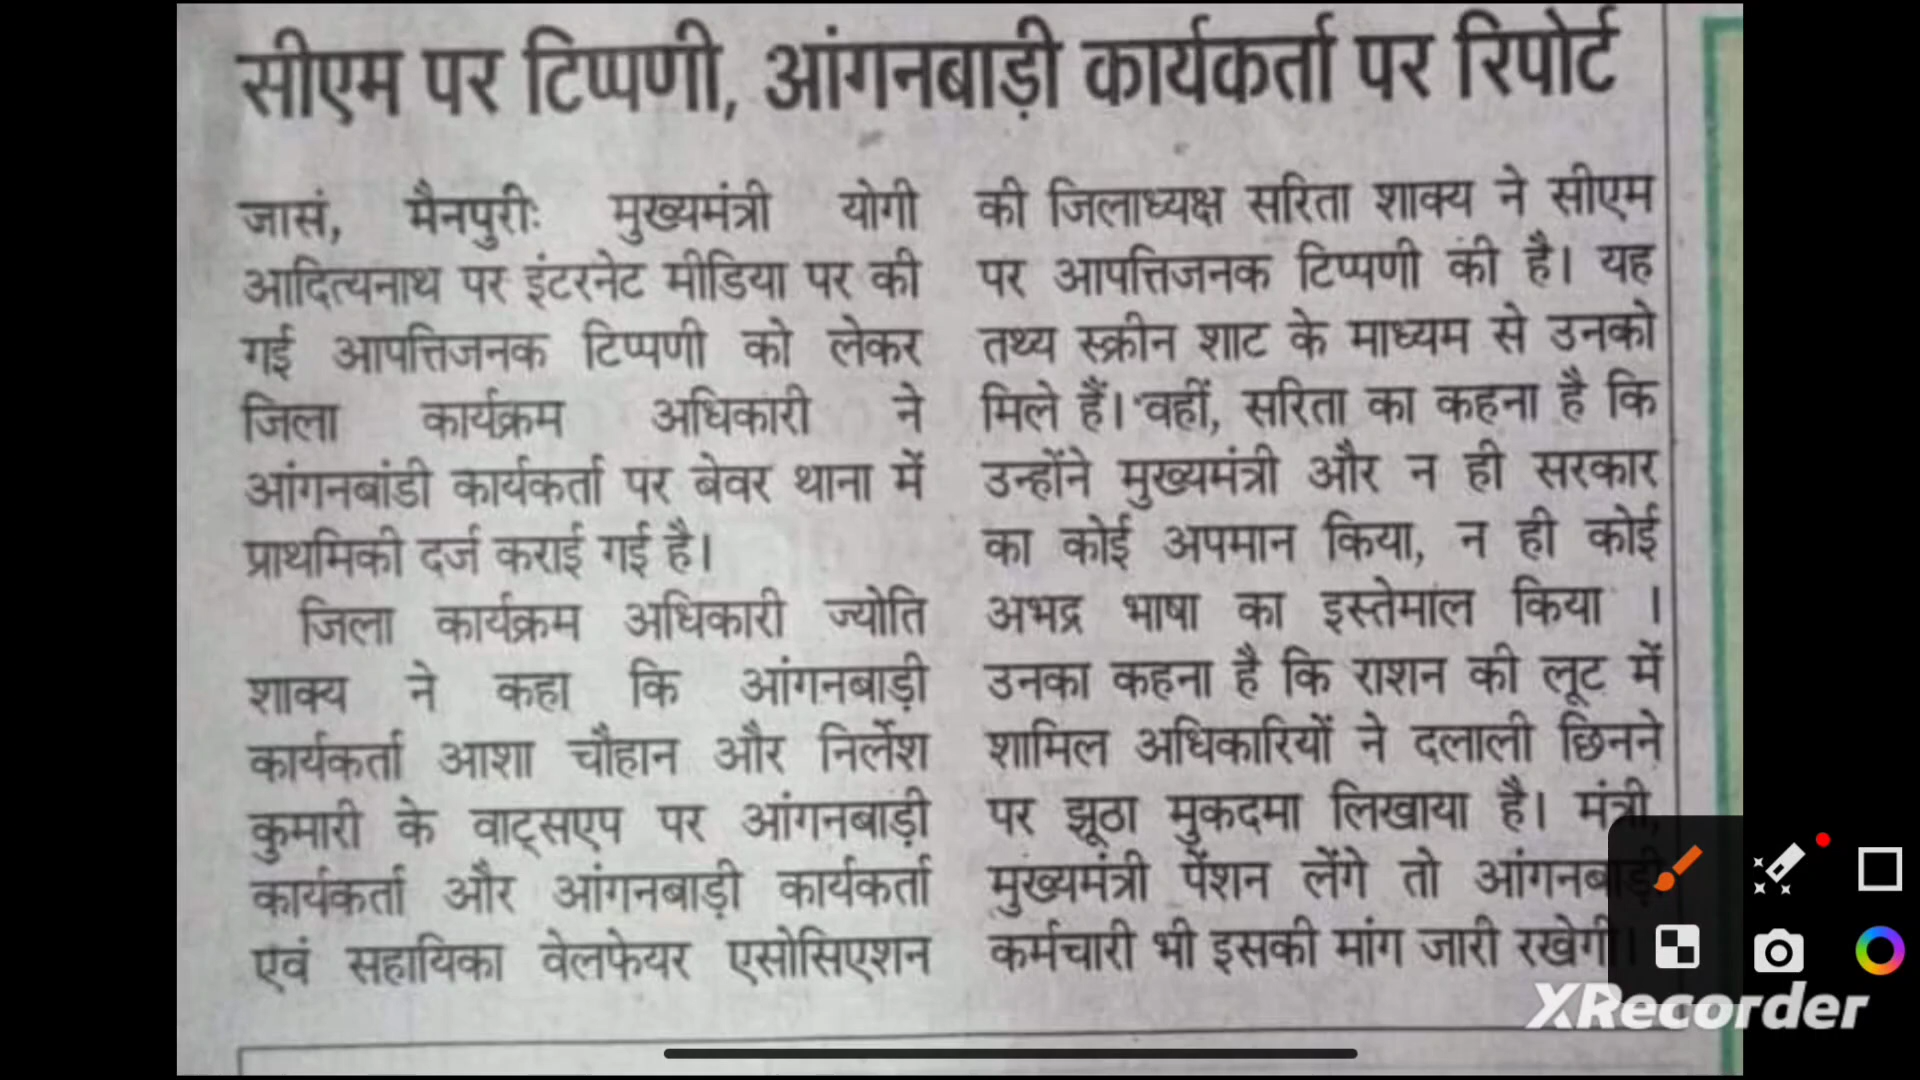 सीएम पर टिप्पणी, आंगनबाड़ी कार्यकर्ता पर रिपोर्ट
जासं, मैनपुरीः मुख्यमंत्री योगी
आदित्यनाथ पर इंटरनेट मीडिया पर की
गई आपत्तिजनक टिप्पणी को लेकर
जिला कार्यक्रम अधिकारी ने
आंगनबांडी कार्यकर्ता पर बेवर थाना में
प्राथमिकी दर्ज कराई गई है।
जिला कार्यक्रम अधिकारी ज्योति
शाक्य ने कहा कि आंगनबाड़ी
कार्यकर्ता आशा चौहान और निर्लेश
कुमारी के वाट्सएप पर आंगनबाड़ी
कार्यकर्ता और आंगनबाड़ी कार्यकर्ता
एवं सहायिका वेलफेयर एसोसिएशन
की जिलाध्यक्ष सरिता शाक्य ने सीएम
पर आपत्तिजनक टिप्पणी की है। यह
तथ्य स्क्रीन शाट के माध्यम से उनको
मिले हैं। वहीं, सरिता का कहना है कि
उन्होंने मुख्यमंत्री और न ही सरकार
का कोई अपमान किया, न ही कोई
अभद्र भाषा का इस्तेमाल किया ।
उनका कहना है कि राशन की लूट में
शामिल अधिकारियों ने दलाली छिनने
पर झूठा मुकदमा लिखाया है। मंत्री,
मुख्यमंत्री पेंशन लेंगे तो आंगनबाड़ी
कर्मचारी भी इसकी मांग जारी रखेगी।
XRecorder